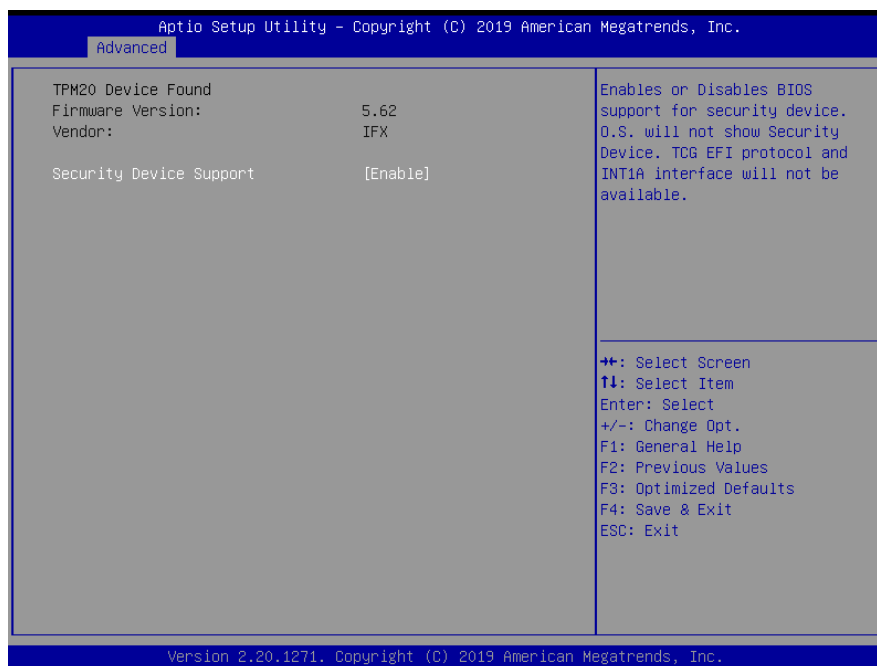 Aptio Setup Utility – Copyright (C) 2019 American Megatrends, Inc.
Advanced
TPM20 Device Found
Firmware Version: 5.62
Vendor: IFX
Security Device Support [Enable]
Enables or Disables BIOS
support for security device.
O.S. will not show Security
Device. TCG EFI protocol and
INT1A interface will not be
available.
→←: Select Screen
↑↓: Select Item
Enter: Select
+/-: Change Opt.
F1: General Help
F2: Previous Values
F3: Optimized Defaults
F4: Save & Exit
ESC: Exit
Version 2.20.1271. Copyright (C) 2019 American Megatrends, Inc.